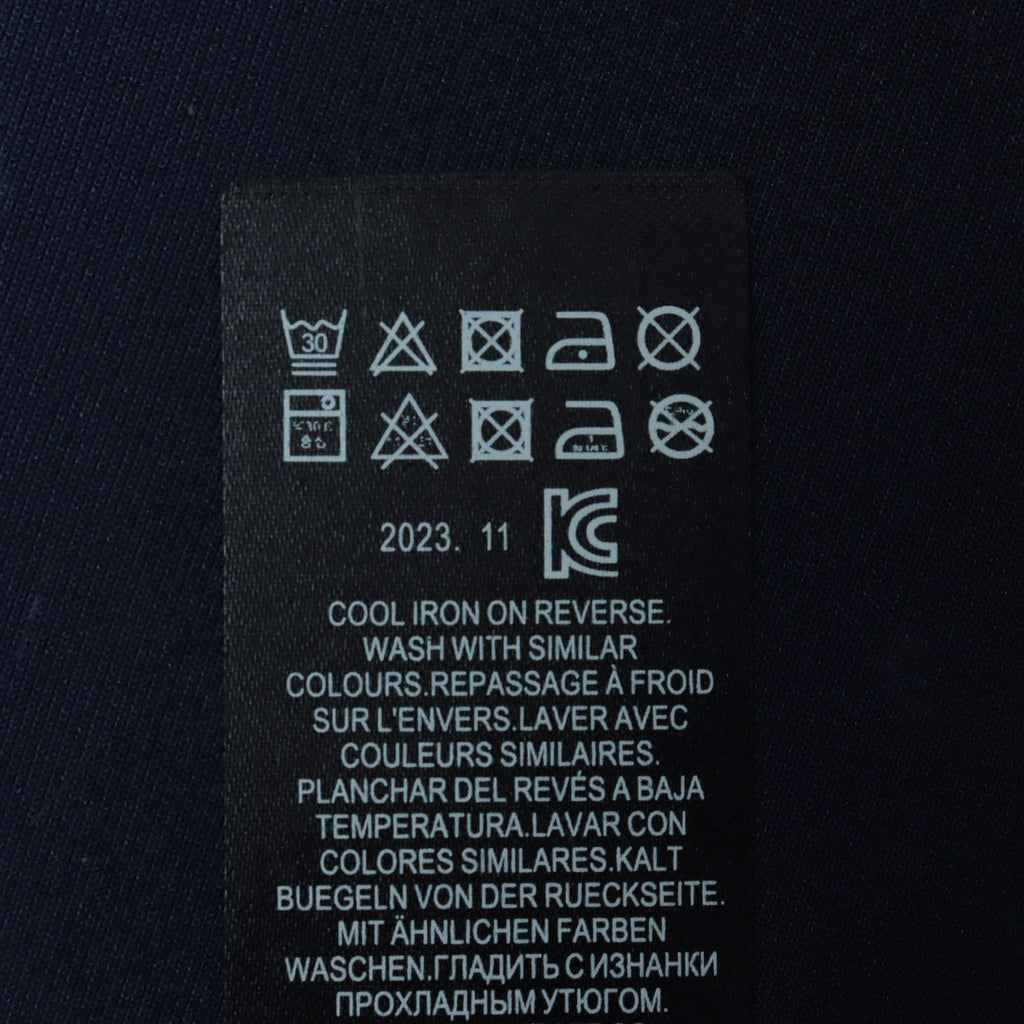 30
2023. 11
COOL IRON ON REVERSE.
WASH WITH SIMILAR
COLOURS.REPASSAGE À FROID
SUR L'ENVERS.LAVER AVEC
COULEURS SIMILAIRES.
PLANCHAR DEL REVÉS A BAJA
TEMPERATURA.LAVAR CON
COLORES SIMILARES.KALT
BUEGELN VON DER RUECKSEITE.
MIT ÄHNLICHEN FARBEN
WASCHEN.ГЛАДИТЬ С ИЗНАНКИ
ПРОХЛАДНЫМ УТЮГОМ.